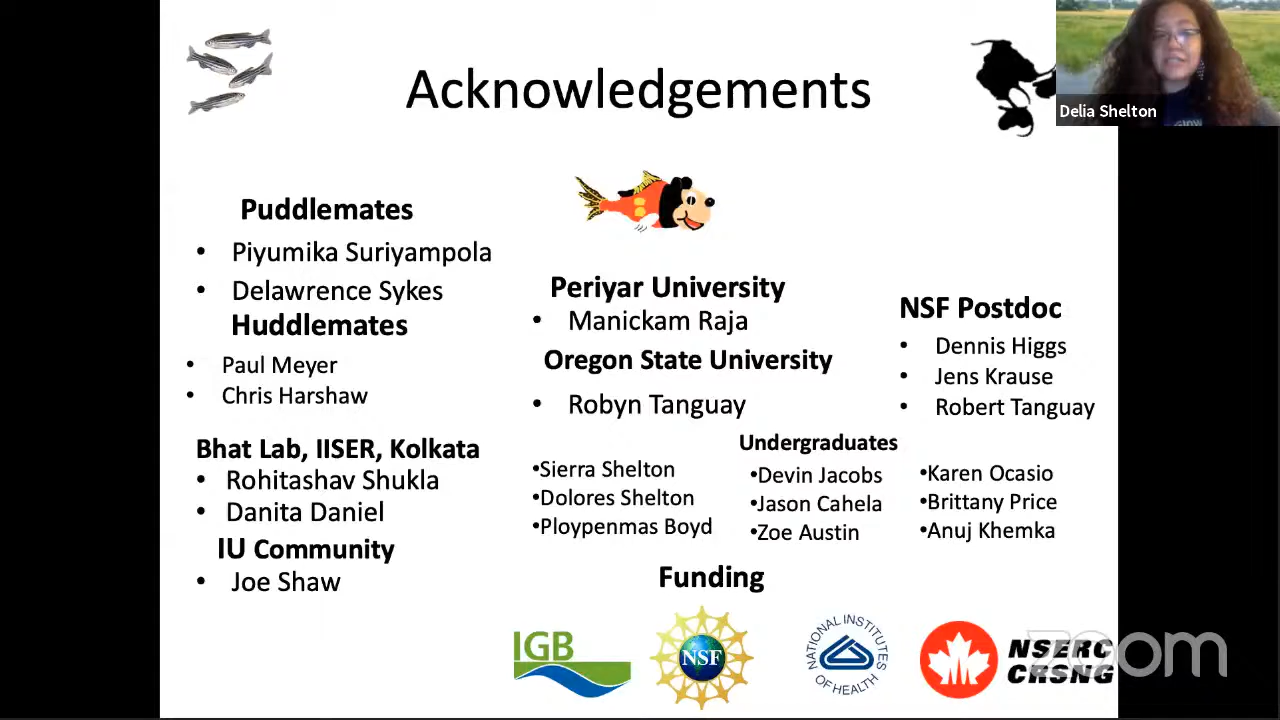 Acknowledgements
Delia Shelton
Puddlemates
• Piyumika Suriyampola
• Delawrence Sykes
Huddlemates
• Paul Meyer
• Chris Harshaw
Bhat Lab, IISER, Kolkata
• Rohitashav Shukla
• Danita Daniel
IU Community
• Joe Shaw
Periyar University
• Manickam Raja
Oregon State University
• Robyn Tanguay
NSF Postdoc
• Dennis Higgs
• Jens Krause
• Robert Tanguay
Undergraduates
•Sierra Shelton
•Dolores Shelton
•Ploypenmas Boyd
•Devin Jacobs
•Jason Cahela
•Zoe Austin
•Karen Ocasio
•Brittany Price
•Anuj Khemka
Funding
IGB
NSF
NATIONAL INSTITUTES
OF HEALTH
NSERC
CRSNG
zoom